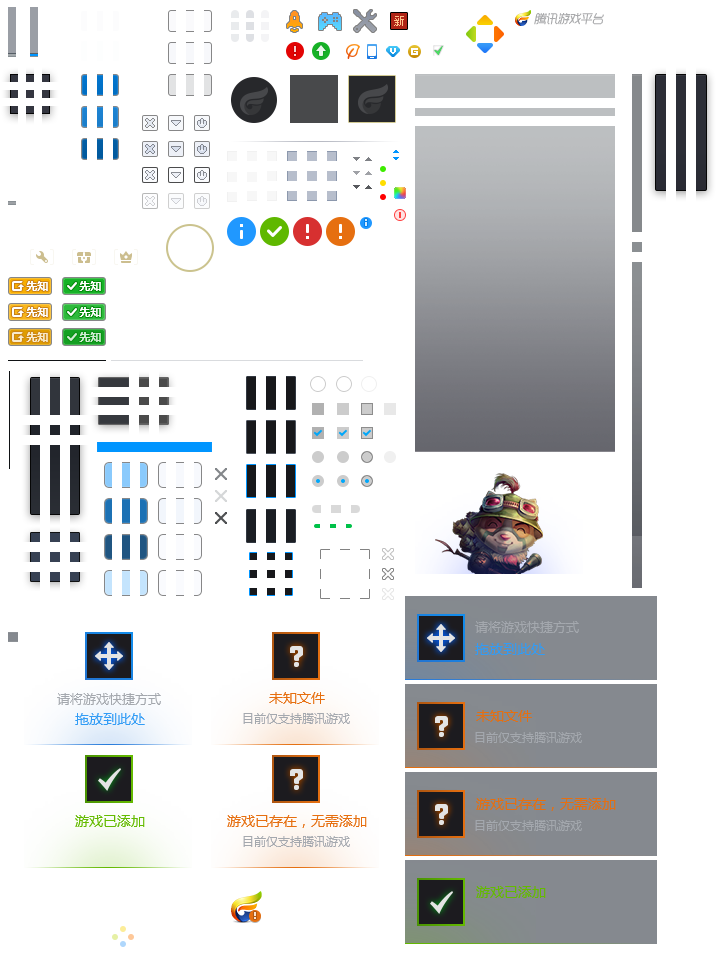 新
腾讯游戏平台
先知
先知
先知
先知
先知
先知
请将游戏快捷方式
拖放到此处
未知文件
目前仅支持腾讯游戏
游戏已添加
游戏已存在，无需添加
目前仅支持腾讯游戏
请将游戏快捷方式
拖放到此处
未知文件
目前仅支持腾讯游戏
游戏已存在，无需添加
目前仅支持腾讯游戏
游戏已添加